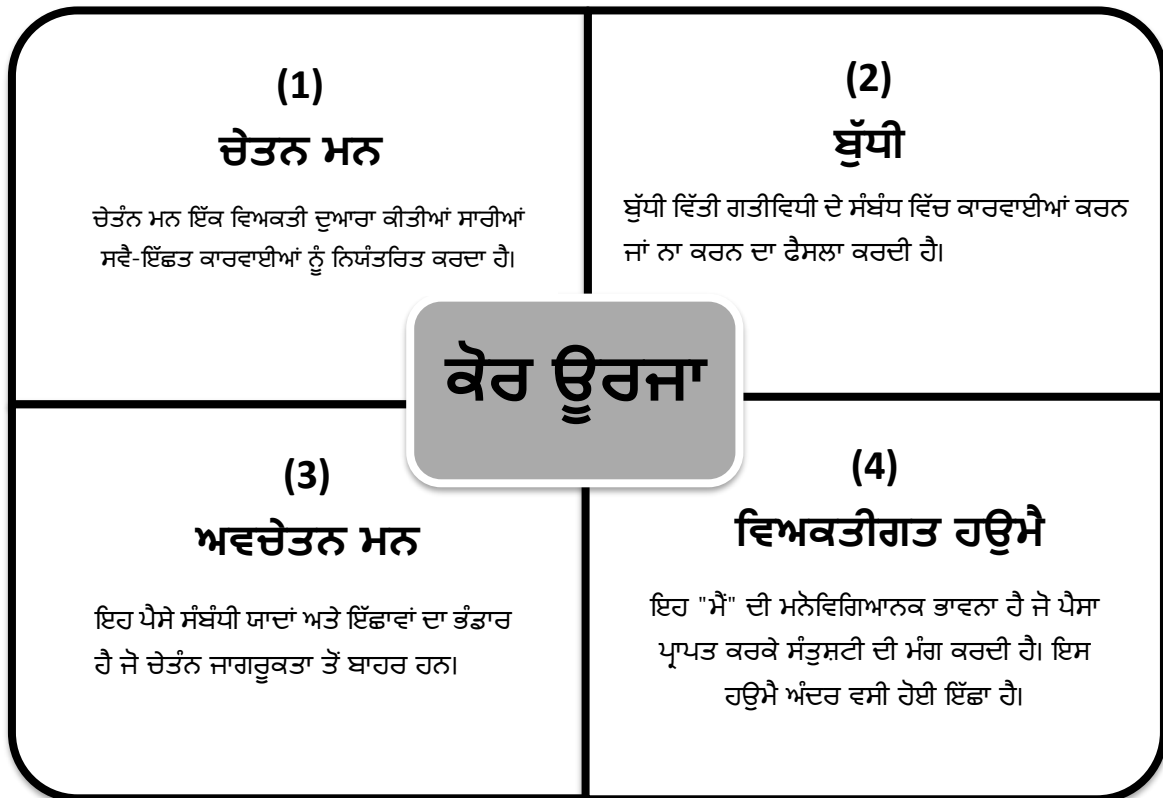 (1)
ਚੇਤਨ ਮਨ
ਚੇਤੰਨ ਮਨ ਇੱਕ ਵਿਅਕਤੀ ਦੁਆਰਾ ਕੀਤੀਆਂ ਸਾਰੀਆਂ
ਸਵੈ-ਇੱਛਤ ਕਾਰਵਾਈਆਂ ਨੂੰ ਨਿਯੰਤਰਿਤ ਕਰਦਾ ਹੈ।
(2)
ਬੁੱਧੀ
ਬੁੱਧੀ ਵਿੱਤੀ ਗਤੀਵਿਧੀ ਦੇ ਸੰਬੰਧ ਵਿੱਚ ਕਾਰਵਾਈਆਂ ਕਰਨ
ਜਾਂ ਨਾ ਕਰਨ ਦਾ ਫੈਸਲਾ ਕਰਦੀ ਹੈ।
ਕੋਰ ਊਰਜਾ
(3)
ਅਵਚੇਤਨ ਮਨ
ਇਹ ਪੈਸੇ ਸੰਬੰਧੀ ਯਾਦਾਂ ਅਤੇ ਇੱਛਾਵਾਂ ਦਾ ਭੰਡਾਰ
ਹੈ ਜੋ ਚੇਤੰਨ ਜਾਗਰੂਕਤਾ ਤੋਂ ਬਾਹਰ ਹਨ।
(4)
ਵਿਅਕਤੀਗਤ ਹਉਮੈ
ਇਹ "ਮੈਂ" ਦੀ ਮਨੋਵਿਗਿਆਨਕ ਭਾਵਨਾ ਹੈ ਜੋ ਪੈਸਾ
ਪ੍ਰਾਪਤ ਕਰਕੇ ਸੰਤੁਸ਼ਟੀ ਦੀ ਮੰਗ ਕਰਦੀ ਹੈ। ਇਸ
ਹਉਮੈ ਅੰਦਰ ਵਸੀ ਹੋਈ ਇੱਛਾ ਹੈ।